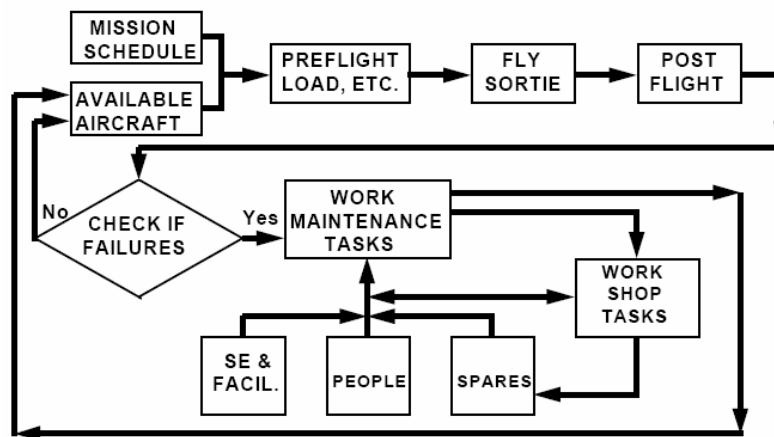 MISSION
SCHEDULE
PREFLIGHT
LOAD, ETC.
FLY
SORTIE
POST
FLIGHT
AVAILABLE
AIRCRAFT
No
CHECK IF
FAILURES
Yes
WORK
MAINTENANCE
TASKS
WORK
SHOP
TASKS
SE &
FACIL.
PEOPLE
SPARES